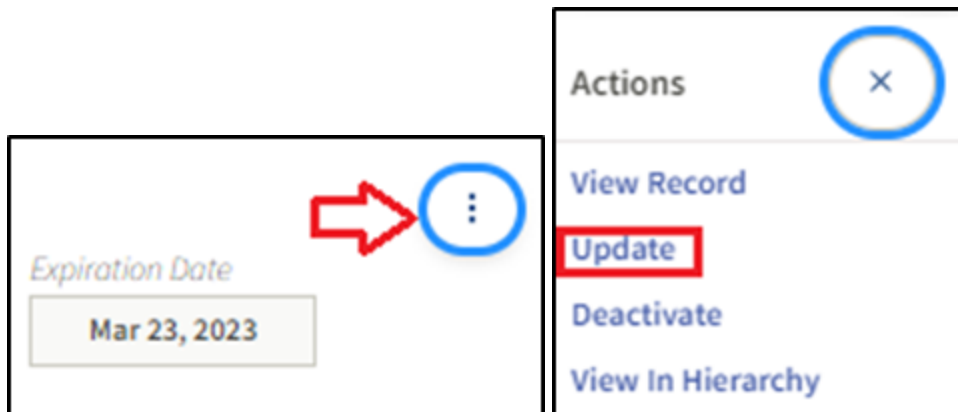 Expiration Date
Mar 23, 2023
Actions
View Record
Update
Deactivate
View In Hierarchy